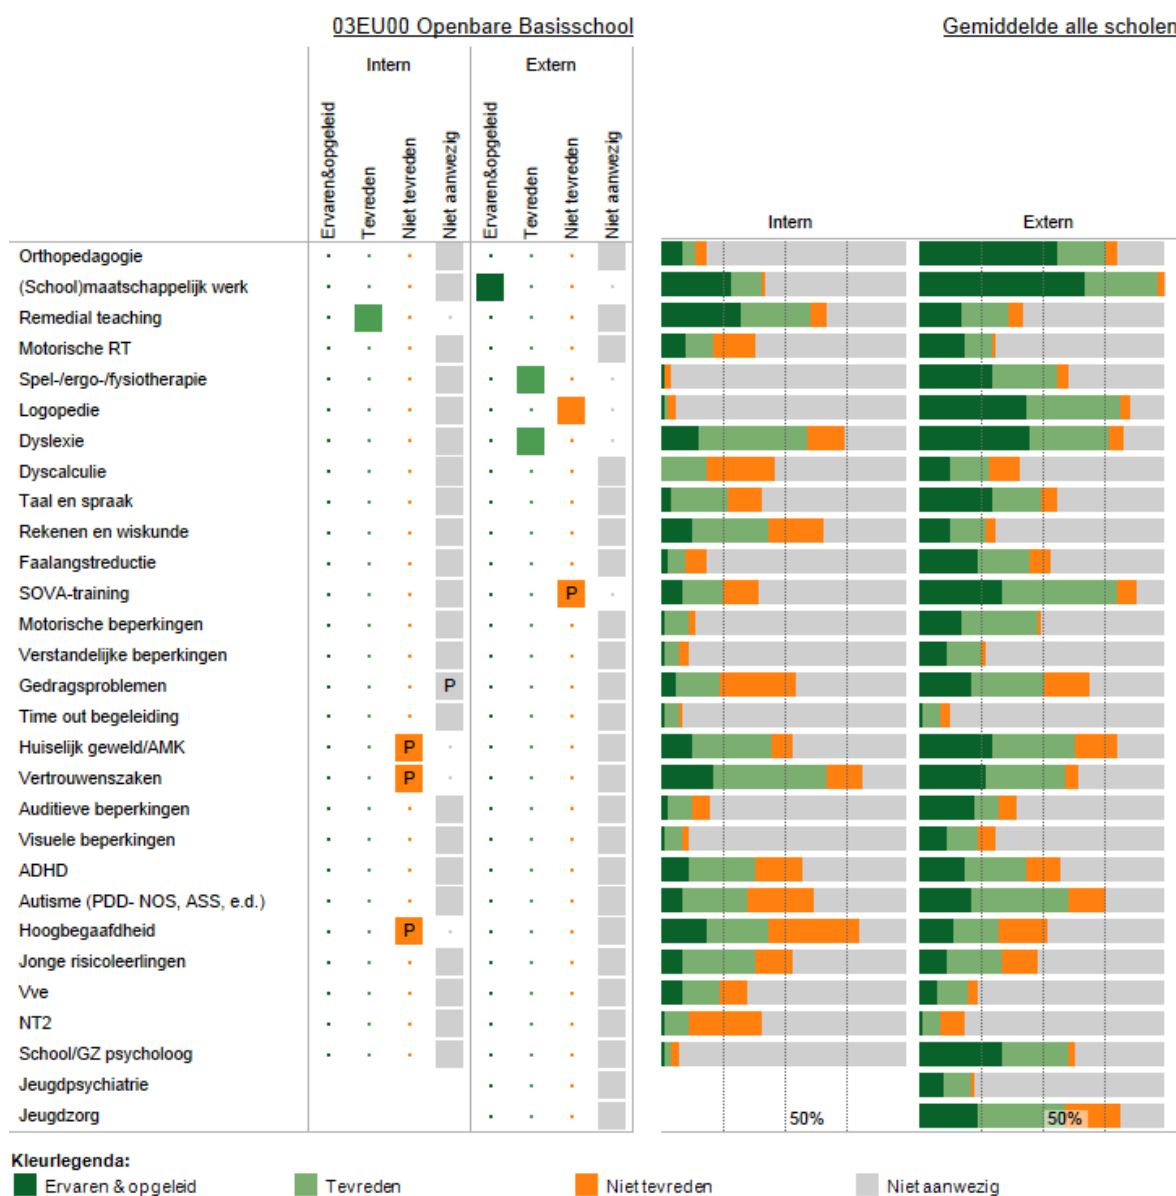 03EU00 Openbare Basisschool
Gemiddelde alle scholen
Intern
Extern
Ervaren&opgeleid
Tevreden
Niet tevreden
Niet aanwezig
Ervaren&opgeleid
Tevreden
Niet tevreden
Niet aanwezig
Intern
Extern
Orthopedagogie
(School)maatschappelijk werk
Remedial teaching
Motorische RT
Spel-/ergo-/fysiotherapie
Logopedie
Dyslexie
Dyscalculie
Taal en spraak
Rekenen en wiskunde
Faalangstreductie
SOVA-training P
Motorische beperkingen
Verstandelijke beperkingen
Gedragsproblemen P
Time out begeleiding
Huiselijk geweld/AMK P
Vertrouwenszaken P
Auditieve beperkingen
Visuele beperkingen
ADHD
Autisme (PDD- NOS, ASS, e.d.)
Hoogbegaafdheid P
Jonge risicoleerlingen
Vve
NT2
School/GZ psycholoog
Jeugdpsychiatrie
Jeugdzorg 50% 50%
Kleurlegenda:
Ervaren & opgeleid Tevreden Niet tevreden Niet aanwezig